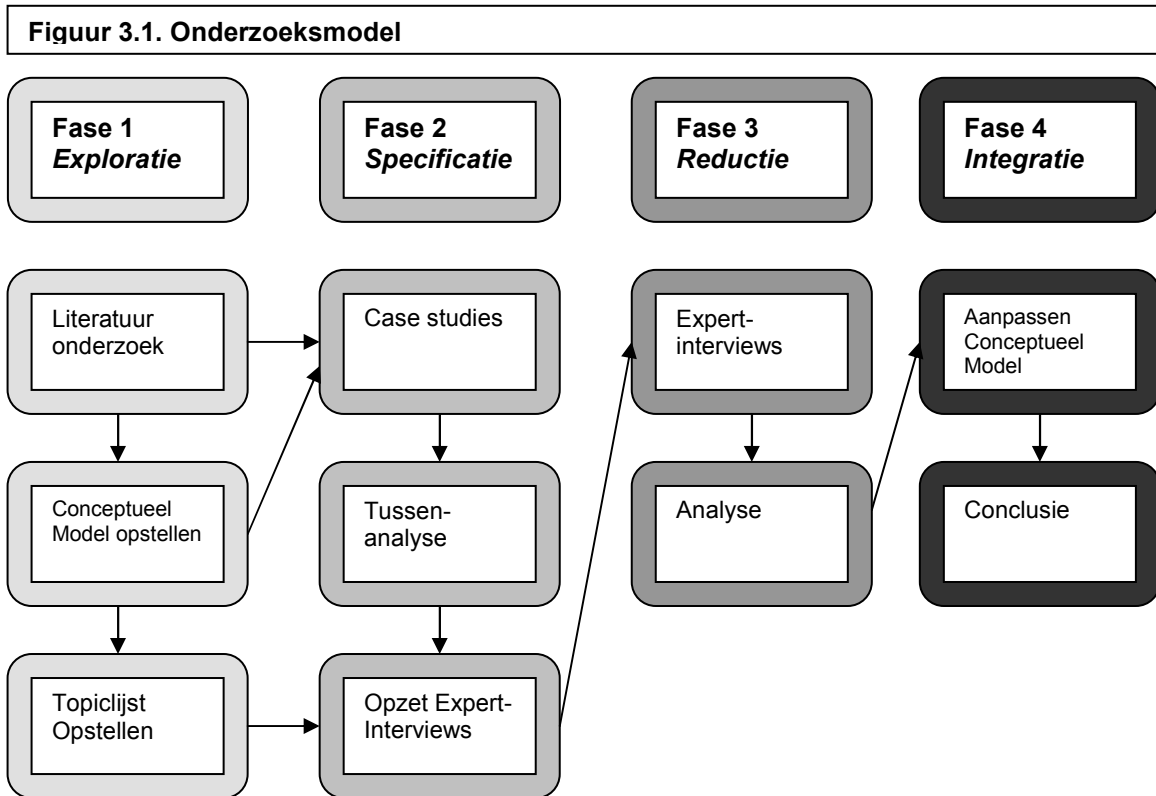 Figuur 3.1. Onderzoeksmodel
Fase 1
Exploratie
Fase 2
Specificatie
Fase 3
Reductie
Fase 4
Integratie
Literatuur
onderzoek
Case studies
Expert-
interviews
Aanpassen
Conceptueel
Model
Conceptueel
Model opstellen
Tussen-
analyse
Analyse
Conclusie
Topiclijst
Opstellen
Opzet Expert-
Interviews